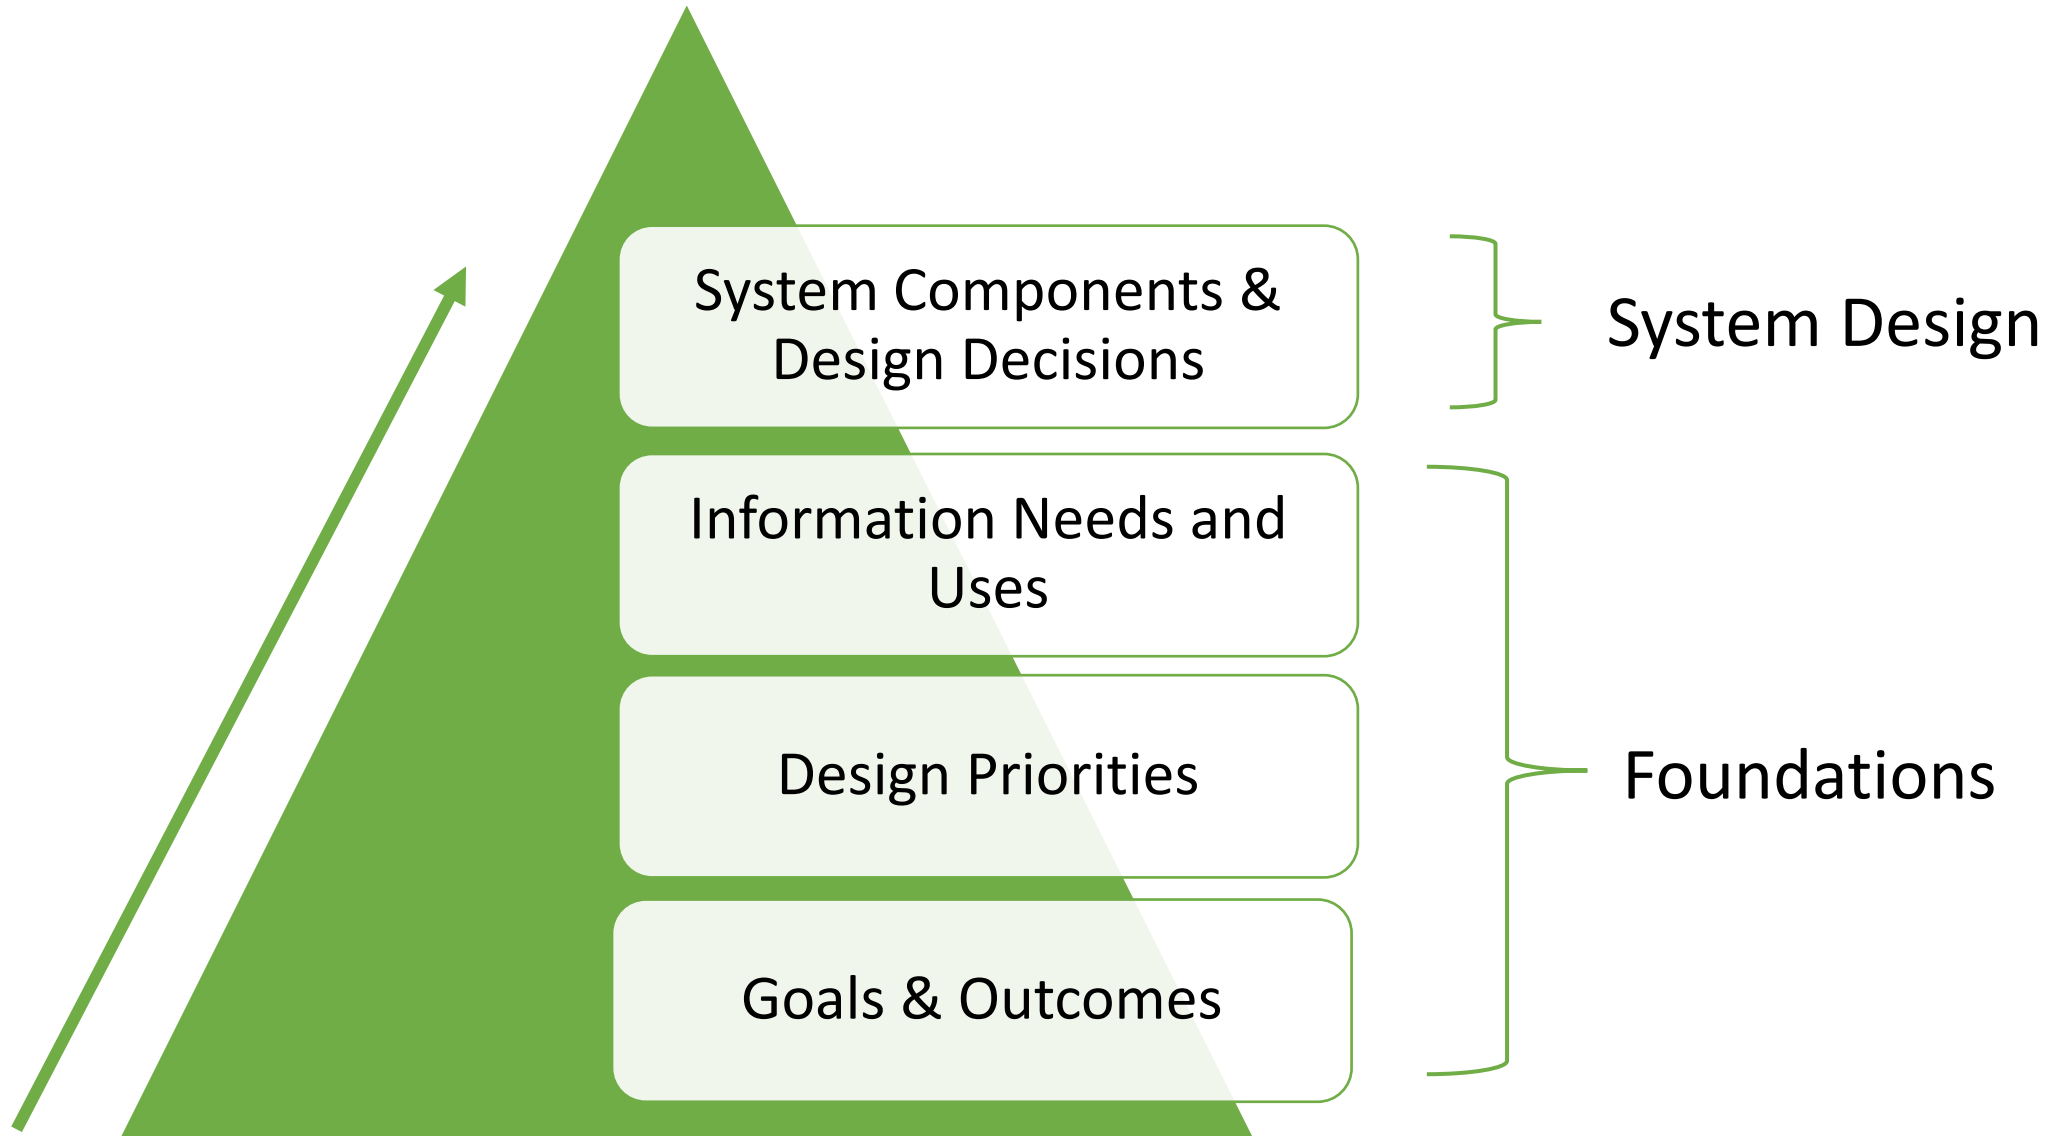 System Components &
Design Decisions
System Design
Information Needs and
Uses
Design Priorities
Foundations
Goals & Outcomes